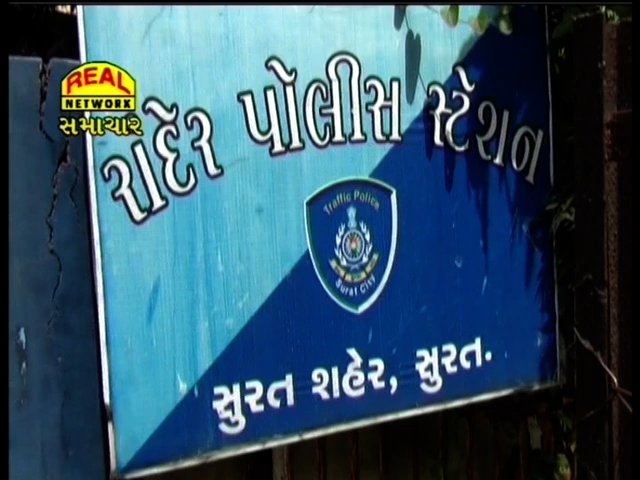 REAL
NETWORK
સમાચાર
રાદેર પોલીસ સ્ટેશન
Traffic Police
Surat City
સુરત શહેર, સુરત.